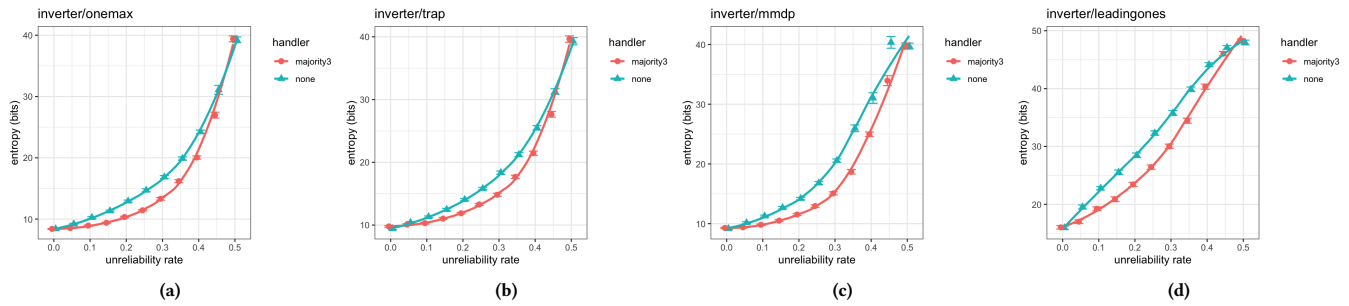 inverter/onemax
entropy (bits)
40
30
20
10
0.0 0.1 0.2 0.3 0.4 0.5
unreliability rate
handler
majority3
none
(a)
inverter/trap
entropy (bits)
40
30
20
10
0.0 0.1 0.2 0.3 0.4 0.5
unreliability rate
handler
majority3
none
(b)
inverter/mmdp
entropy (bits)
40
30
20
10
0.0 0.1 0.2 0.3 0.4 0.5
unreliability rate
handler
majority3
none
(c)
inverter/leadingones
entropy (bits)
50
40
30
20
0.0 0.1 0.2 0.3 0.4 0.5
unreliability rate
handler
majority3
none
(d)